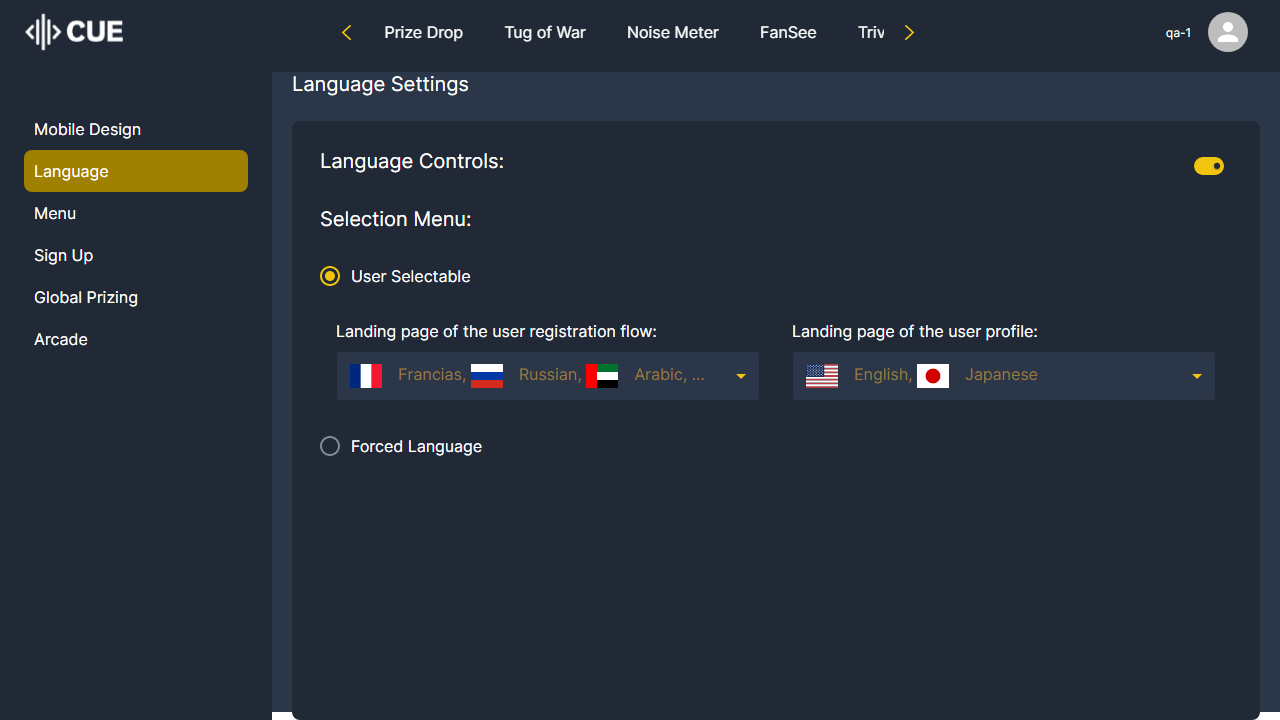 CUE
Prize Drop
Tug of War
Noise Meter
FanSee
Triv
qa-1
Mobile Design
Language
Menu
Sign Up
Global Prizing
Arcade
Language Settings
Language Controls:
Selection Menu:
User Selectable
Landing page of the user registration flow:
Francias, Russian, Arabic, ...
Landing page of the user profile:
English, Japanese
Forced Language